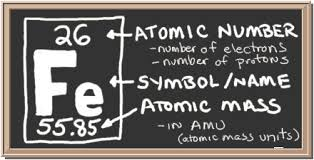 26
Fe
55.85
ATOMIC NUMBER
-number of electrons
- number of protons
SYMBOL/NAME
ATOMIC MASS
-IN AMU
(atomic mass units)